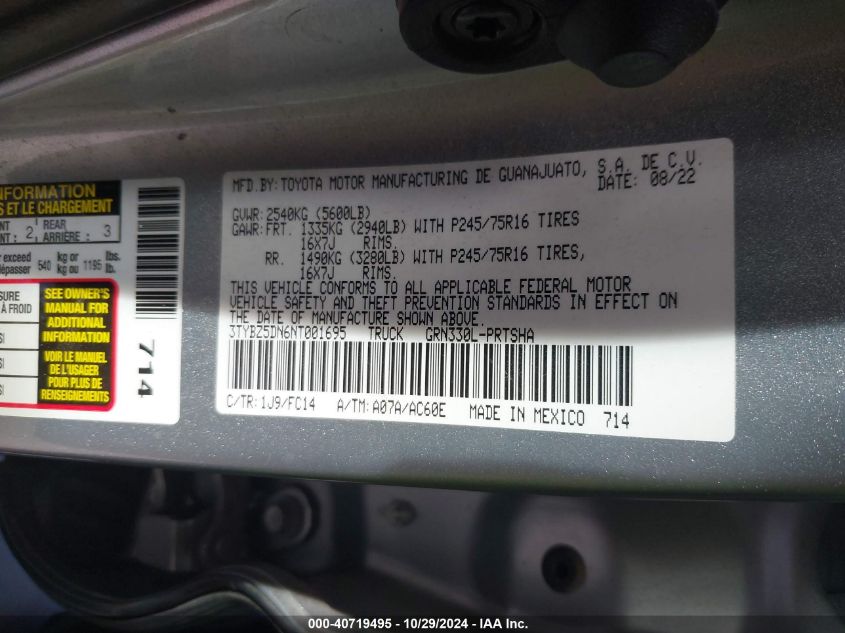 INFORMATION
S ET LE CHARGEMENT
2 REAR
ARRIÈRE : 3
exceed
dépasser 540 kg or ou 1195 lbs. lb.
À FROID
SEE OWNER'S
MANUAL FOR
ADDITIONAL
INFORMATION
VOIR LE MANUEL
DE L'USAGER
POUR PLUS DE
RENSEIGNEMENTS
714
MFD.BY:TOYOTA MOTOR MANUFACTURING DE GUANAJUATO, S.A. DE C.V.
DATE: 08/22
GVWR:2540KG (5600LB)
GAWR:FRT. 1335KG (2940LB) WITH P245/75R16 TIRES
16X7J RIMS.
RR. 1490KG (3280LB) WITH P245/75R16 TIRES,
16X7J RIMS.
THIS VEHICLE CONFORMS TO ALL APPLICABLE FEDERAL MOTOR
VEHICLE SAFETY AND THEFT PREVENTION STANDARDS IN EFFECT ON
THE DATE OF MANUFACTURE SHOWN ABOVE.
3TYBZ5DN6NT001695 TRUCK GRN330L-PRTSHA
C/TR:1J9/FC14 A/TM:A07A/AC60E MADE IN MEXICO 714
000-40719495 - 10/29/2024 - IAA Inc.